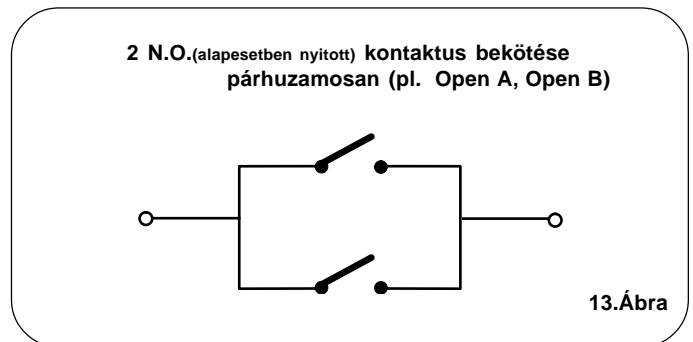 2 N.O.(alapesetben nyitott) kontaktus bekötése
párhuzamosan (pl. Open A, Open B)
13.Ábra